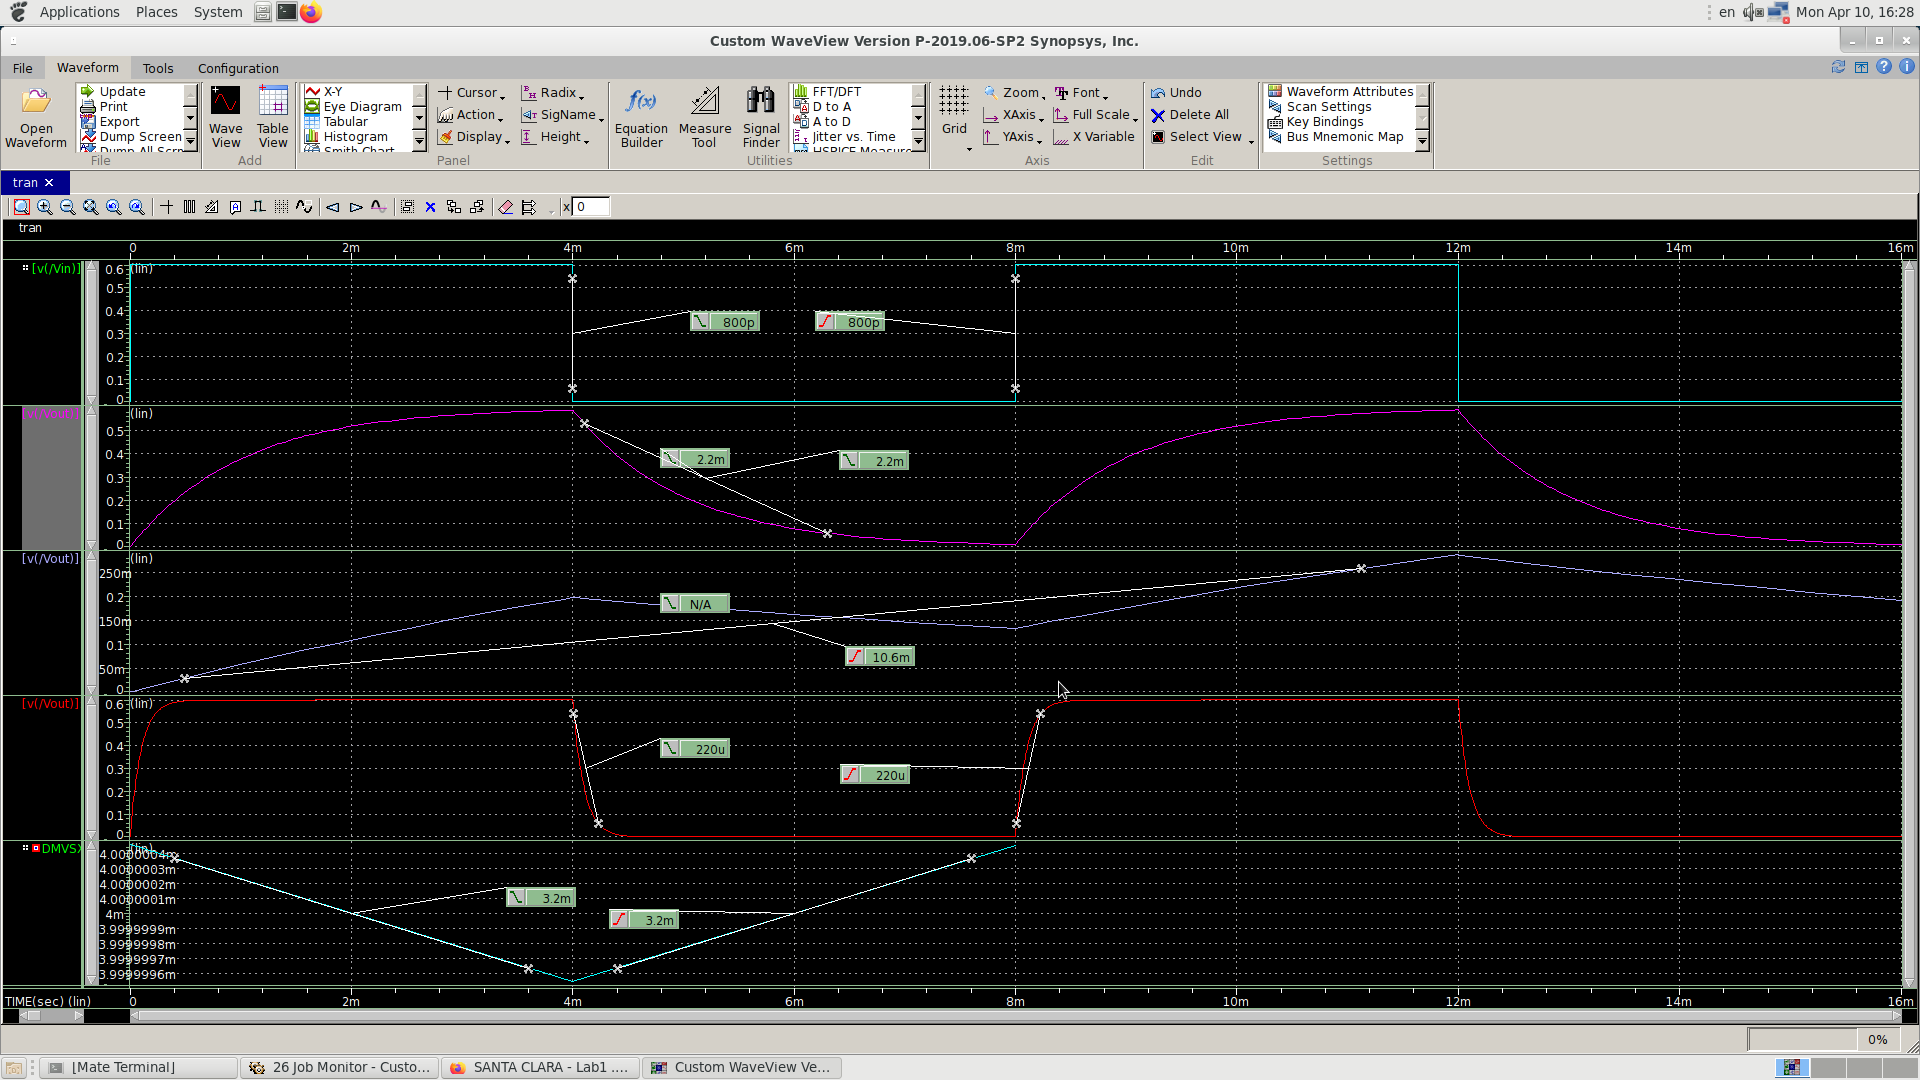 Applications Places System en Mon Apr 10, 16:28
Custom WaveView Version P-2019.06-SP2 Synopsys, Inc.
File Waveform Tools Configuration
Open Waveform
Update
Print
Export
Dump Screen
File
Wave View
Table View
Add
X-Y
Eye Diagram
Tabular
Histogram
Smith Chart
Cursor
Action
Display
Radix
SigName
Height
Panel
Equation Builder
Measure Tool
Signal Finder
FFT/DFT
D to A
A to D
Jitter vs. Time
HSPICE Measure
Utilities
Grid
Zoom
XAxis
YAxis
Font
Full Scale
X Variable
Axis
Undo
Delete All
Select View
Edit
Waveform Attributes
Scan Settings
Key Bindings
Bus Mnemonic Map
Settings
tran
x 0
tran
0 2m 4m 6m 8m 10m 12m 14m 16m
[v(/Vin)] 0.6 (lin)
0.5
0.4
800p 800p
0.3
0.2
0.1
0
(lin)
0.5
0.4
2.2m 2.2m
0.3
0.2
0.1
0
[v(/Vout)] (lin)
250m
0.2
N/A
150m
0.1
10.6m
50m
0
[v(/Vout)] 0.6 (lin)
0.5
0.4
220u
0.3
220u
0.2
0.1
0
DMVS
4.0000004m
4.0000003m
4.0000002m
4.0000001m
3.2m
4m
3.2m
3.9999999m
3.9999998m
3.9999997m
3.9999996m
TIME(sec) (lin) 0 2m 4m 6m 8m 10m 12m 14m 16m
0%
[Mate Terminal] 26 Job Monitor - Custo... SANTA CLARA - Lab1 .... Custom WaveView Ve...